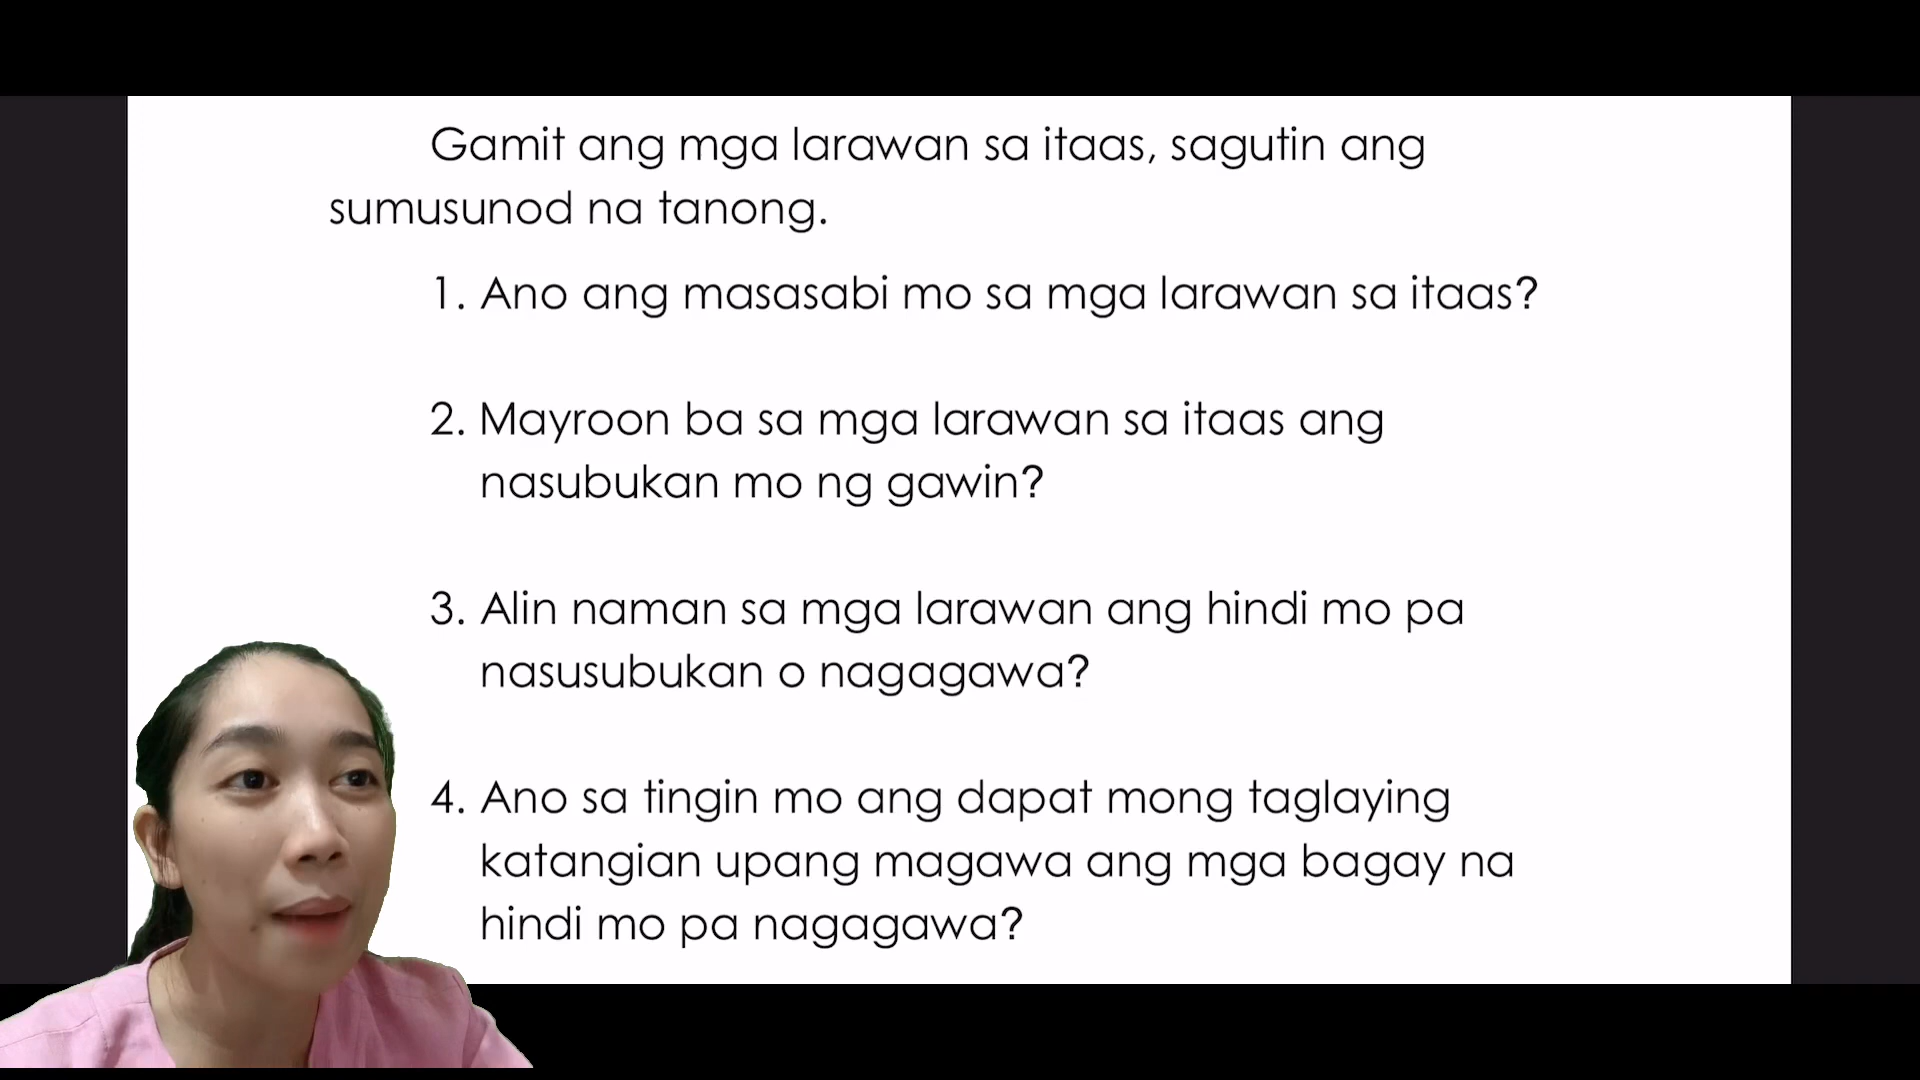 Gamit ang mga larawan sa itaas, sagutin ang
sumusunod na tanong.
1. Ano ang masasabi mo sa mga larawan sa itaas?
2. Mayroon ba sa mga larawan sa itaas ang
nasubukan mo ng gawin?
3. Alin naman sa mga larawan ang hindi mo pa
nasusubukan o nagagawa?
4. Ano sa tingin mo ang dapat mong taglaying
katangian upang magawa ang mga bagay na
hindi mo pa nagagawa?